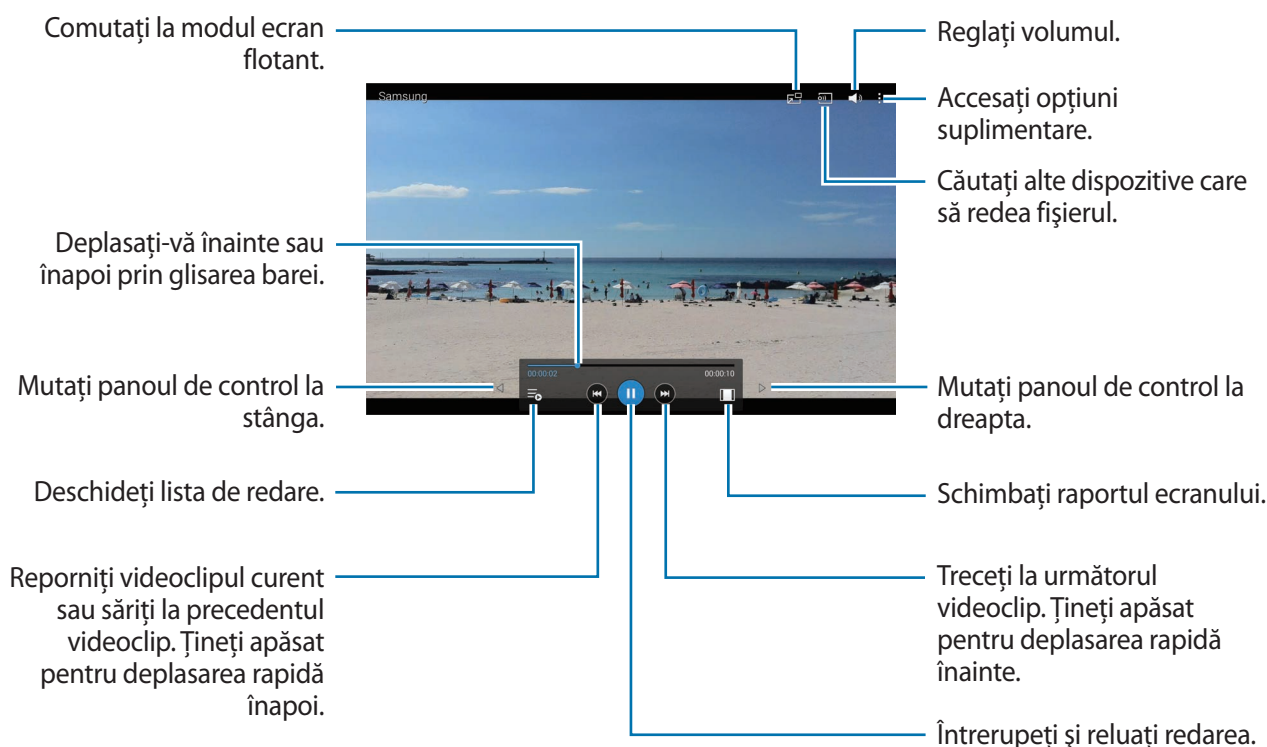 Comutați la modul ecran
flotant.
Reglați volumul.
Samsung
Accesați opțiuni
suplimentare.
Căutați alte dispozitive care
să redea fişierul.
Deplasați-vă înainte sau
înapoi prin glisarea barei.
00:00:02
00:00:10
Mutați panoul de control la
stânga.
Mutați panoul de control la
dreapta.
Deschideți lista de redare.
Schimbați raportul ecranului.
Reporniți videoclipul curent
sau săriți la precedentul
videoclip. Țineți apăsat
pentru deplasarea rapidă
înapoi.
Treceți la următorul
videoclip. Țineți apăsat
pentru deplasarea rapidă
înainte.
Întrerupeți şi reluați redarea.